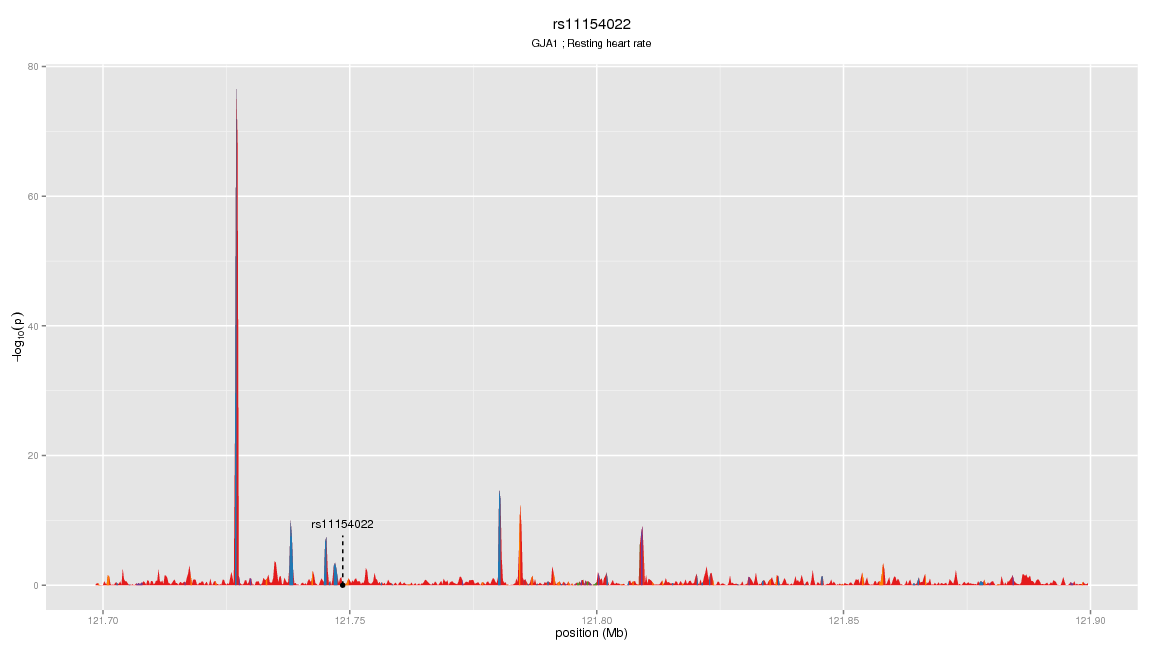 rs11154022
GJA1 ; Resting heart rate
80
60
40
20
0
−log10(p)
rs11154022
121.70
121.75
121.80
121.85
121.90
position (Mb)